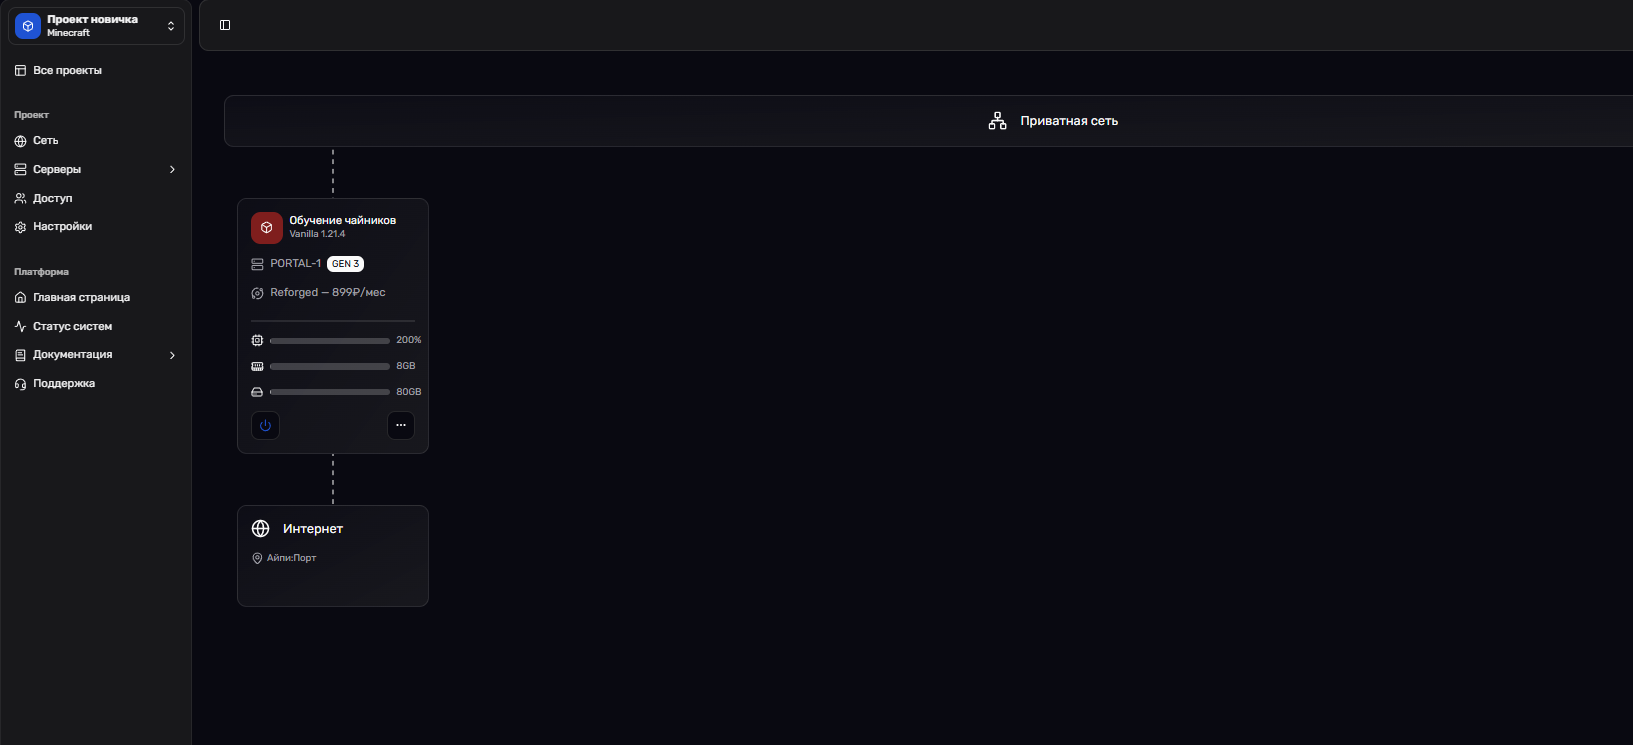 Проект новичка
Minecraft
Все проекты
Проект
Сеть
Серверы
Доступ
Настройки
Платформа
Главная страница
Статус систем
Документация
Поддержка
Приватная сеть
Обучение чайников
Vanilla 1.21.4
PORTAL-1 GEN 3
Reforged — 899₽/мес
200%
8GB
80GB
Интернет
Айпи:Порт